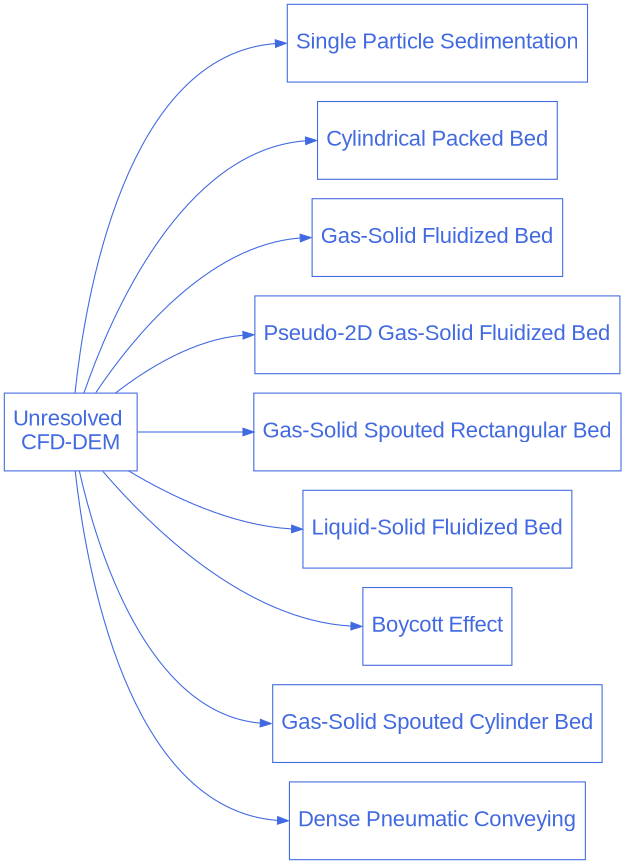 Single Particle Sedimentation
Cylindrical Packed Bed
Gas-Solid Fluidized Bed
Pseudo-2D Gas-Solid Fluidized Bed
Unresolved
CFD-DEM
Gas-Solid Spouted Rectangular Bed
Liquid-Solid Fluidized Bed
Boycott Effect
Gas-Solid Spouted Cylinder Bed
Dense Pneumatic Conveying